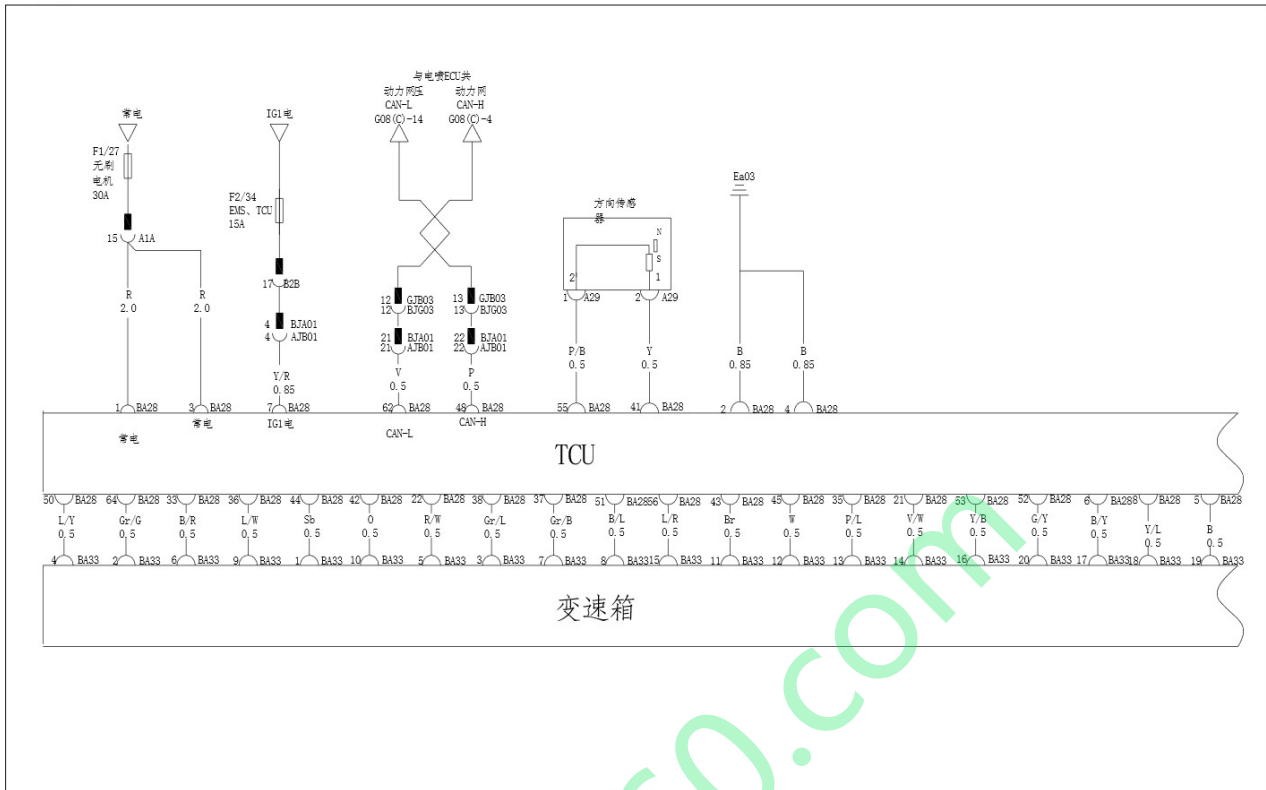 与电喷ECU共
动力网压
CAN-L
G08(C)-14
动力网
CAN-H
G08(C)-4
常电
F1/27
无刷
电机
30A
15 A1A
R
2.0
R
2.0
IG1电
F2/34
EMS、TCU
15A
17 B2B
4 BJA01
4 AJB01
Y/R
0.85
12 GJB03
12 BJG03
21 BJA01
21 AJB01
V
0.5
13 GJB03
13 BJG03
22 BJA01
22 AJB01
P
0.5
方向传感
器
N
S
2
1
1 A29
2 A29
P/B
0.5
Y
0.5
Ea03
B
0.85
B
0.85
1 BA28
3 BA28
7 BA28
62 BA28
48 BA28
55 BA28
41 BA28
2 BA28
4 BA28
常电
常电
IG1电
CAN-L
CAN-H
TCU
50 BA28 64 BA28 33 BA28 36 BA28 44 BA28 42 BA28 22 BA28 38 BA28 37 BA28 51 BA28 56 BA28 43 BA28 45 BA28 35 BA28 21 BA28 53 BA28 52 BA28 6 BA28 8 BA28 5 BA28
L/Y Gr/G B/R L/W Sb O R/W Gr/L Gr/B B/L L/R Br W P/L V/W Y/B G/Y B/Y Y/L B
0.5 0.5 0.5 0.5 0.5 0.5 0.5 0.5 0.5 0.5 0.5 0.5 0.5 0.5 0.5 0.5 0.5 0.5 0.5 0.5
4 BA33 2 BA33 6 BA33 9 BA33 1 BA33 10 BA33 5 BA33 3 BA33 7 BA33 8 BA33 15 BA33 11 BA33 12 BA33 13 BA33 14 BA33 16 BA33 20 BA33 17 BA33 18 BA33 19 BA33
变速箱
60.com